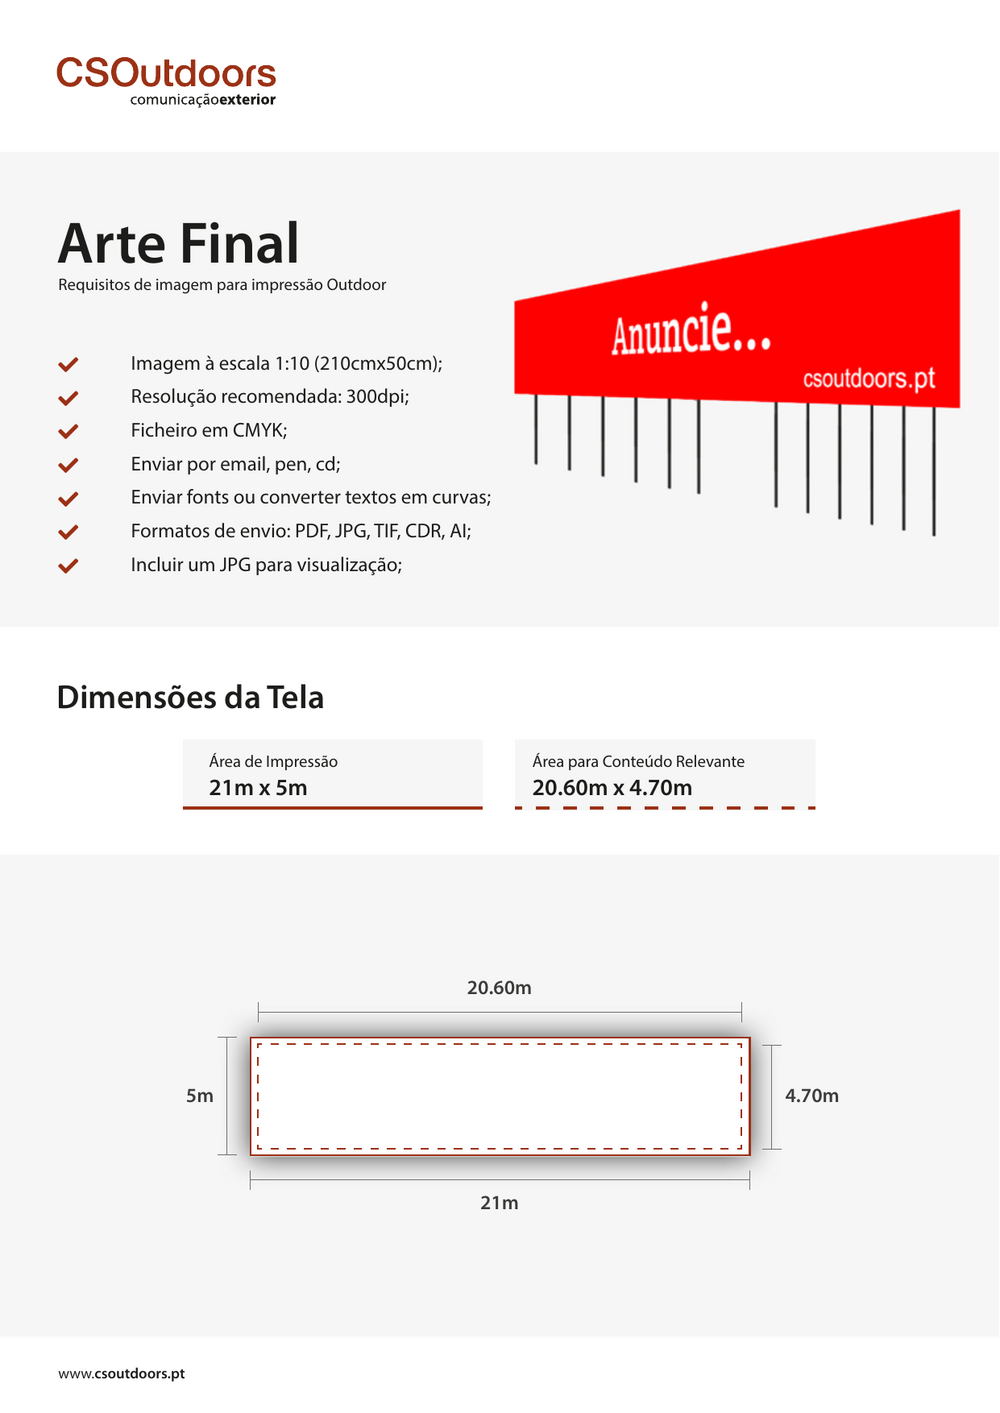 CSOutdoors
comunicaçãoexterior
Arte Final
Requisitos de imagem para impressão Outdoor
Imagem à escala 1:10 (210cmx50cm);
Resolução recomendada: 300dpi;
Ficheiro em CMYK;
Enviar por email, pen, cd;
Enviar fonts ou converter textos em curvas;
Formatos de envio: PDF, JPG, TIF, CDR, AI;
Incluir um JPG para visualização;
Anuncie...
csoutdoors.pt
Dimensões da Tela
Área de Impressão
21m x 5m
Área para Conteúdo Relevante
20.60m x 4.70m
20.60m
5m
4.70m
21m
www.csoutdoors.pt